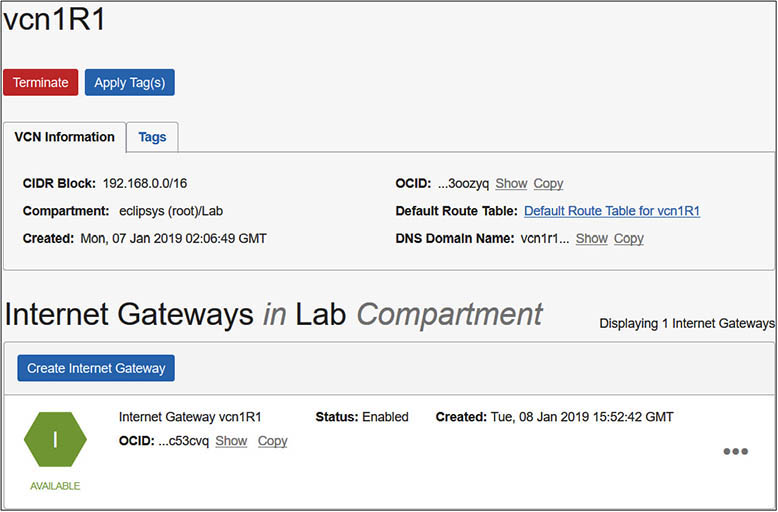 vcn1R1
Terminate
Apply Tag(s)
VCN Information
Tags
CIDR Block: 192.168.0.0/16
OCID: ...3oozyq Show Copy
Compartment: eclipsys (root)/Lab
Default Route Table: Default Route Table for vcn1R1
Created: Mon, 07 Jan 2019 02:06:49 GMT
DNS Domain Name: vcn1r1... Show Copy
Internet Gateways in Lab Compartment
Displaying 1 Internet Gateways
Create Internet Gateway
I
AVAILABLE
Internet Gateway vcn1R1
Status: Enabled
Created: Tue, 08 Jan 2019 15:52:42 GMT
OCID: ...c53cvq Show Copy